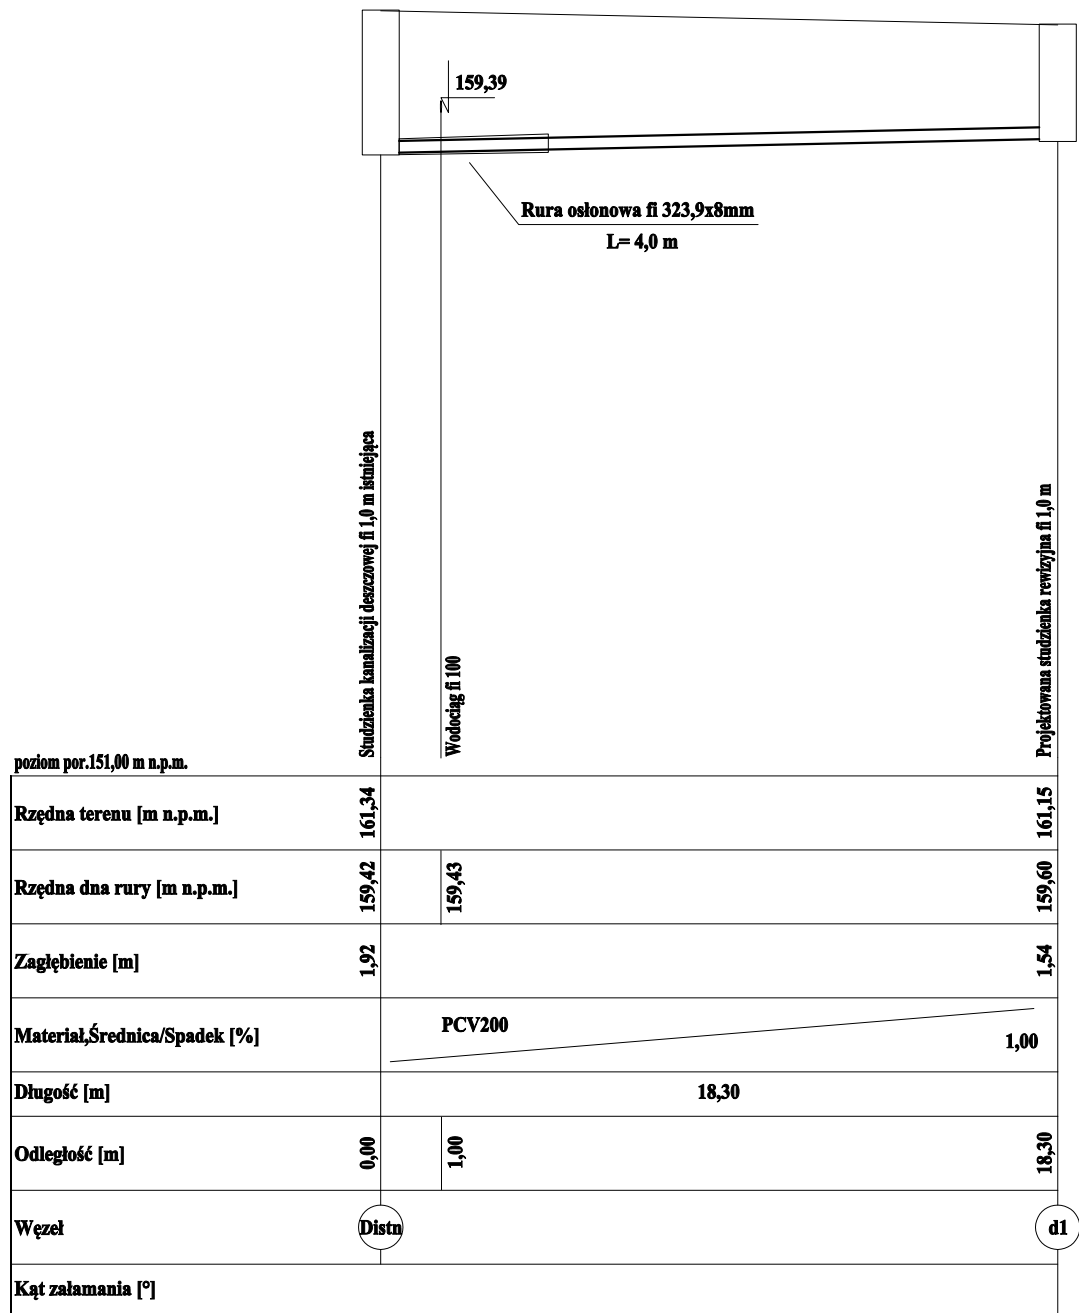 159,39
Rura osłonowa fi 323,9x8mm
L= 4,0 m
Studzienka kanalizacji deszczowej fi 1,0 m istniejąca
Wodociąg fi 100
Projektowana studzienka rewizyjna fi 1,0 m
poziom por.151,00 m n.p.m.
Rzędna terenu [m n.p.m.] 161,34 161,15
Rzędna dna rury [m n.p.m.] 159,42 159,43 159,60
Zagłębienie [m] 1,92 1,54
Materiał,Średnica/Spadek [%] PCV200 1,00
Długość [m] 18,30
Odległość [m] 0,00 1,00 18,30
Węzeł Distn d1
Kąt załamania [°]